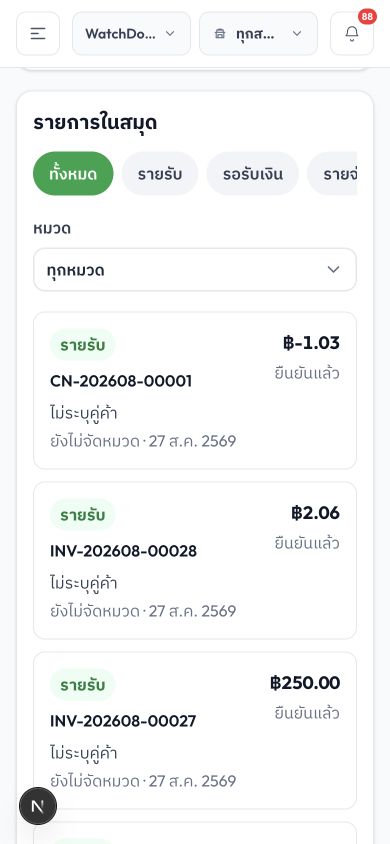 WatchDo...
ทุกส...
88
รายการในสมุด
ทั้งหมด
รายรับ
รอรับเงิน
รายจ่
หมวด
ทุกหมวด
รายรับ
฿-1.03
CN-202608-00001
ยืนยันแล้ว
ไม่ระบุคู่ค้า
ยังไม่จัดหมวด · 27 ส.ค. 2569
รายรับ
฿2.06
INV-202608-00028
ยืนยันแล้ว
ไม่ระบุคู่ค้า
ยังไม่จัดหมวด · 27 ส.ค. 2569
รายรับ
฿250.00
INV-202608-00027
ยืนยันแล้ว
ไม่ระบุคู่ค้า
ยังไม่จัดหมวด · 27 ส.ค. 2569
N